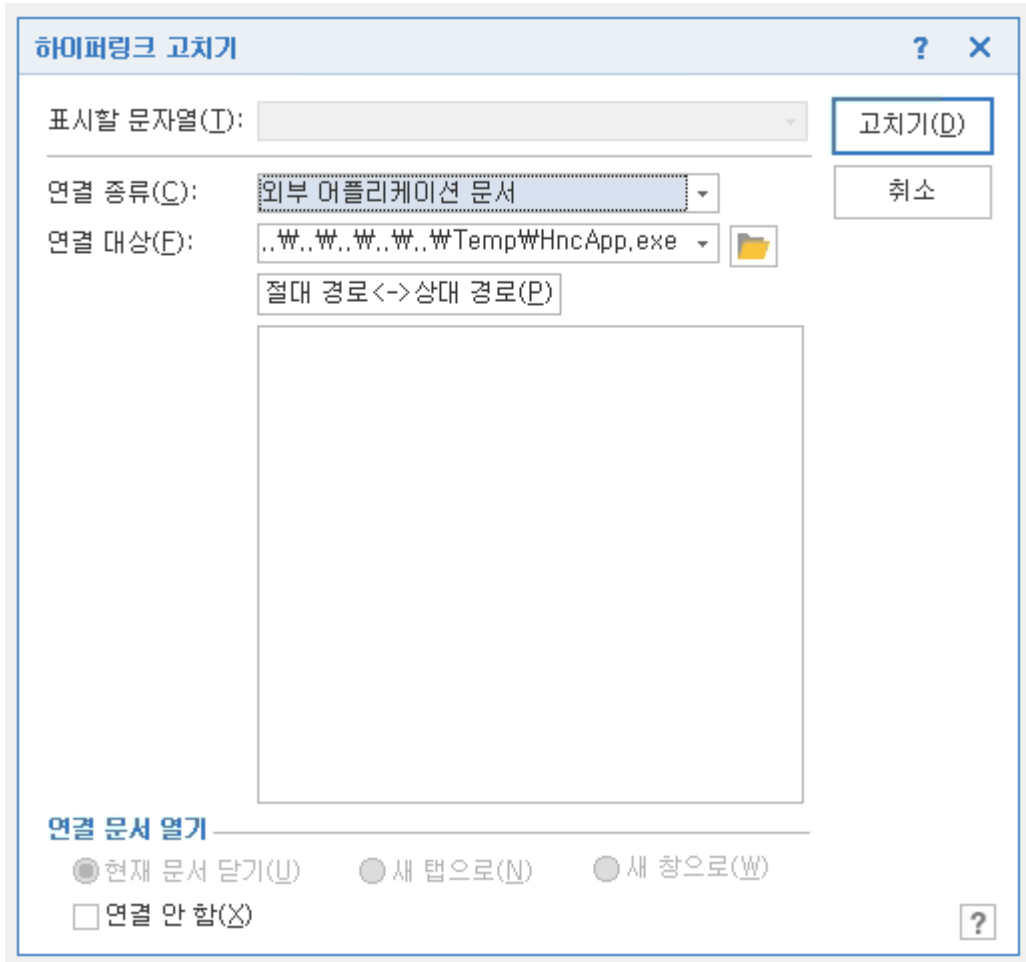 하이퍼링크 고치기 ? ×
표시할 문자열(T): 고치기(D)
연결 종류(C): 외부 어플리케이션 문서 취소
연결 대상(F): ..₩..₩..₩..₩..₩Temp₩HncApp.exe
절대 경로<->상대 경로(P)
연결 문서 열기
현재 문서 닫기(U) 새 탭으로(N) 새 창으로(W)
연결 안 함(X) ?